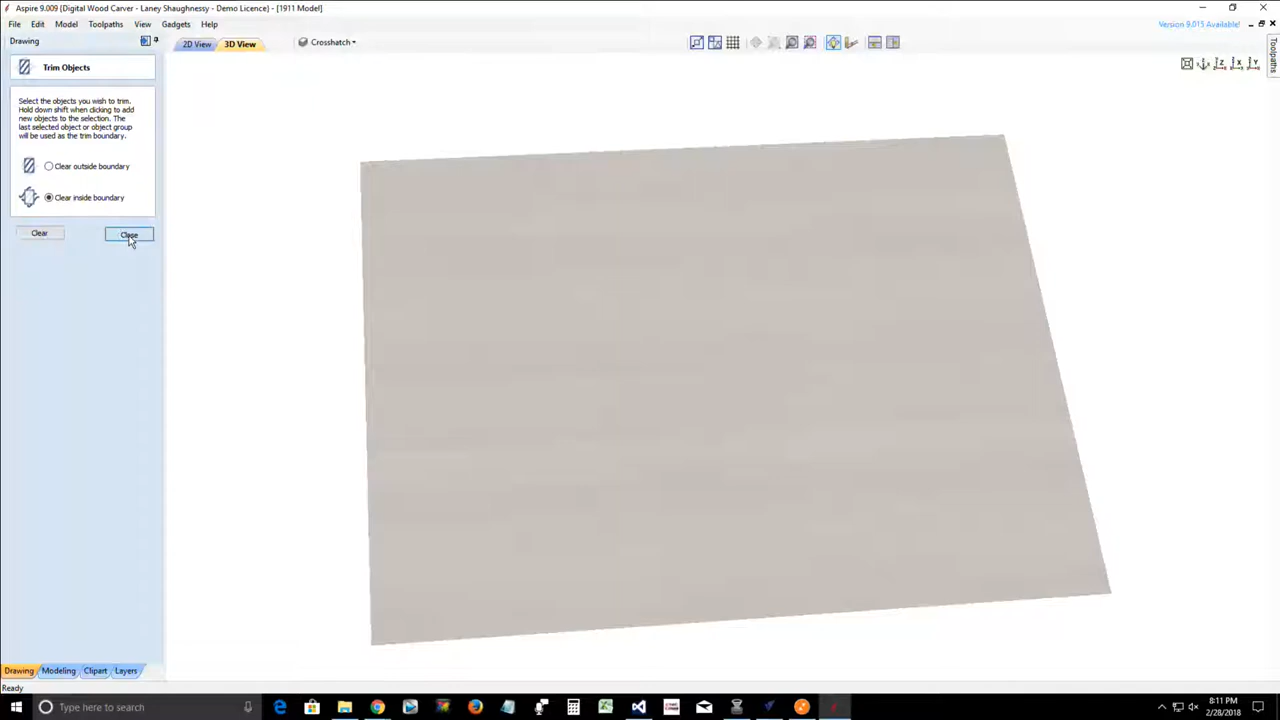 Aspire 9.009 [Digital Wood Carver - Laney Shaughnessy - Demo Licence] - [1911 Model]
File Edit Model Toolpaths View Gadgets Help
Version 9.015 Available!
Drawing
2D View 3D View Crosshatch
Toolpaths
Trim Objects
Select the objects you wish to trim.
Hold down shift when clicking to add
new objects to the selection. The
last selected object or object group
will be used as the trim boundary.
Clear outside boundary
Clear inside boundary
Clear Close
Drawing Modeling Clipart Layers
Ready
Type here to search
8:11 PM
2/28/2018